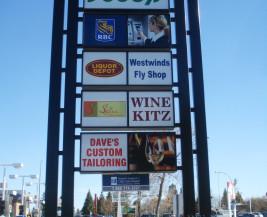 RBC
LIQUOR
DEPOT
Westwinds
Fly Shop
WINE
KITZ
DAVE'S
CUSTOM
TAILORING